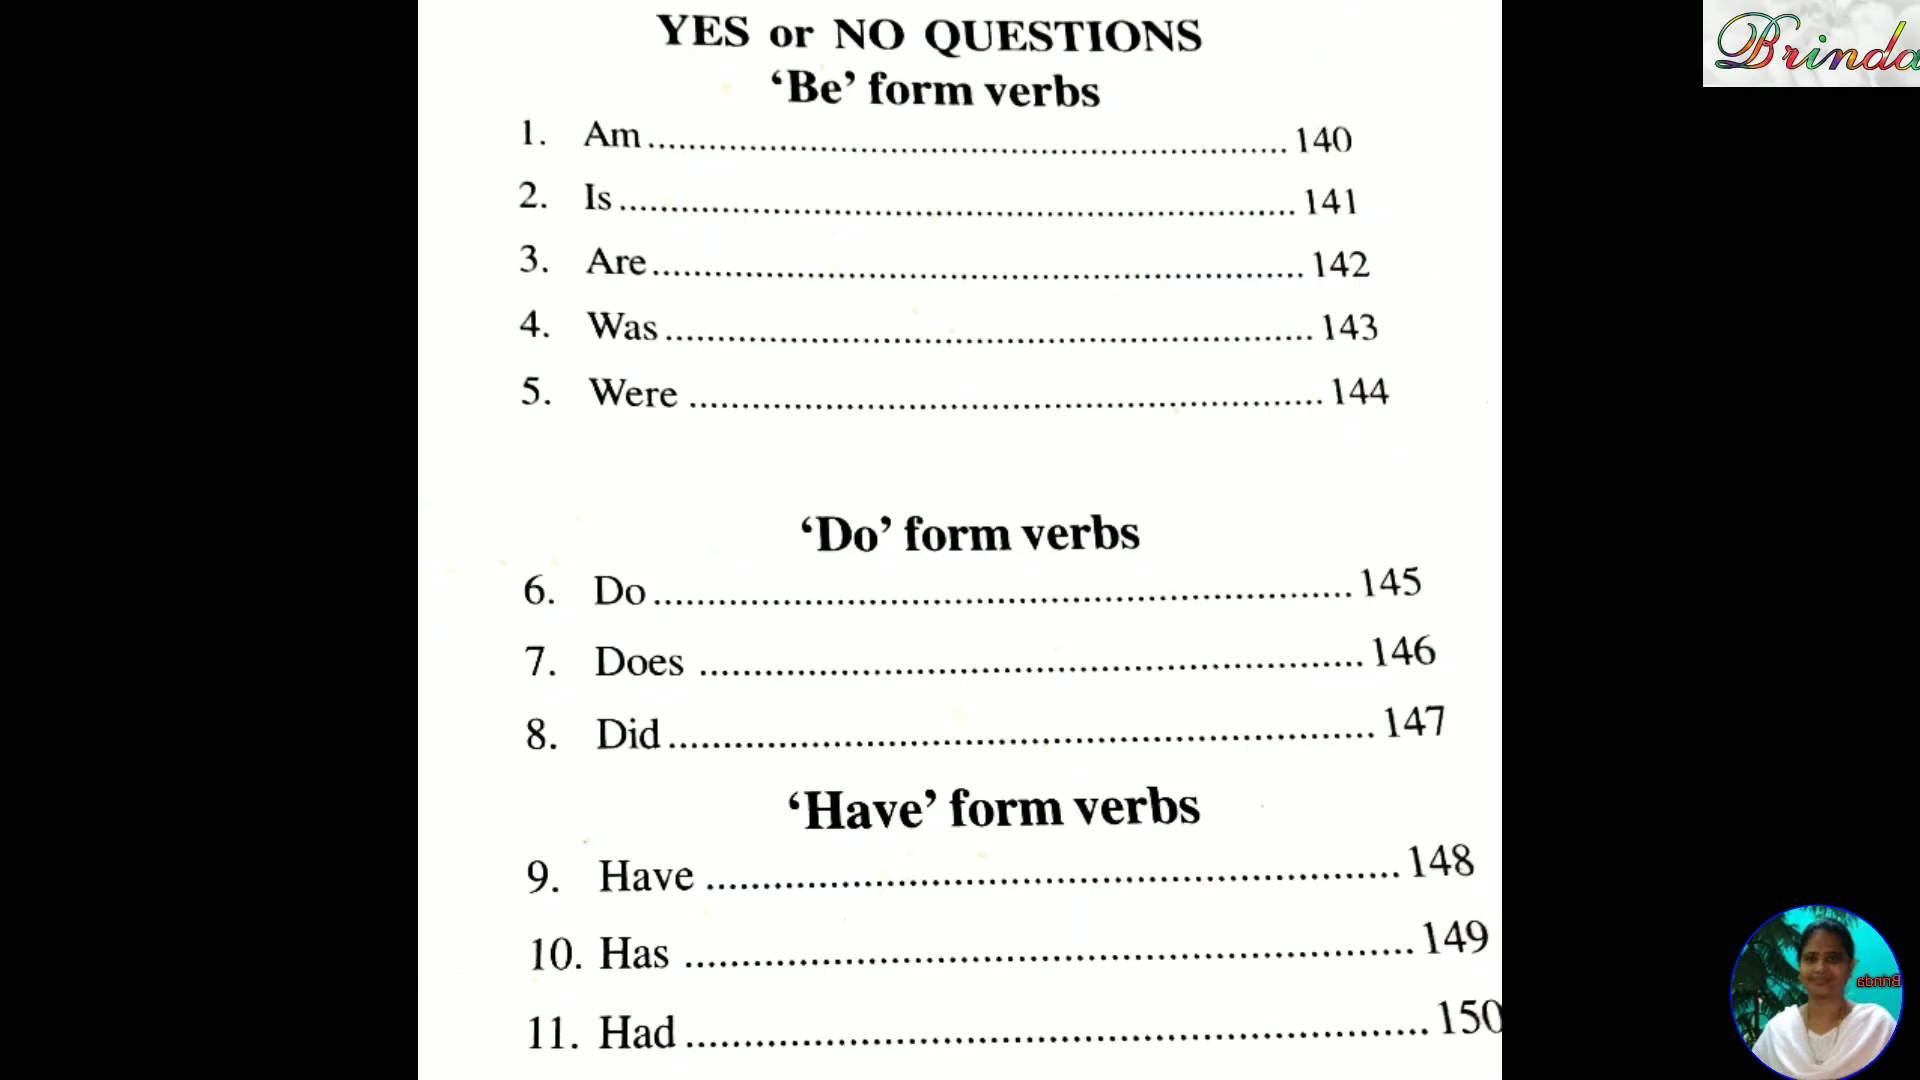 YES or NO QUESTIONS
Brinda
‘Be’ form verbs
1. Am............................................................... 140
2. Is................................................................... 141
3. Are................................................................ 142
4. Was................................................................ 143
5. Were ............................................................... 144
‘Do’ form verbs
6. Do.................................................................. 145
7. Does ............................................................... 146
8. Did.................................................................. 147
‘Have’ form verbs
9. Have ............................................................... 148
10. Has ................................................................ 149
Brinda
11. Had ................................................................ 150